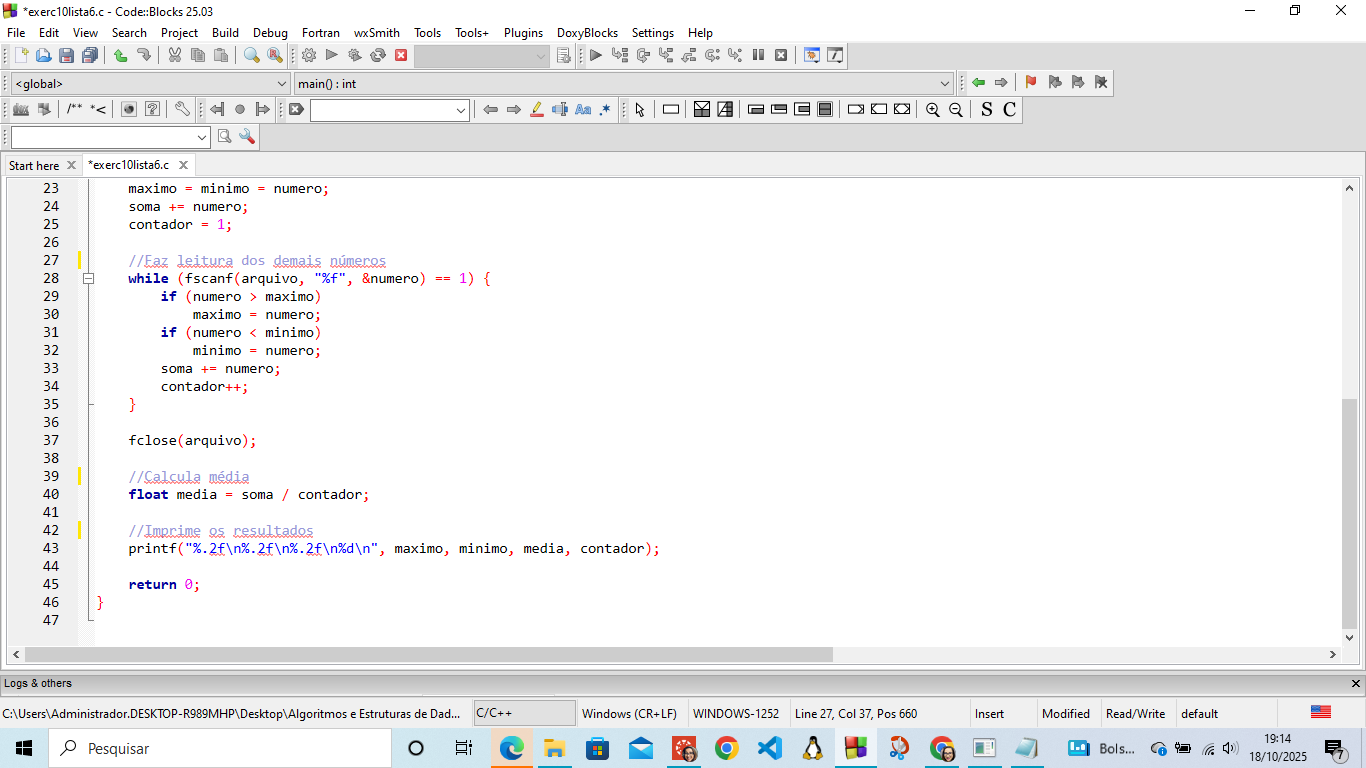 *exerc10lista6.c - Code::Blocks 25.03
File Edit View Search Project Build Debug Fortran wxSmith Tools Tools+ Plugins DoxyBlocks Settings Help
<global> main() : int
/** *< Aa .* S C
Start here *exerc10lista6.c
23 maximo = minimo = numero;
24 soma += numero;
25 contador = 1;
26
27 //Faz leitura dos demais números
28 while (fscanf(arquivo, "%f", &numero) == 1) {
29 if (numero > maximo)
30 maximo = numero;
31 if (numero < minimo)
32 minimo = numero;
33 soma += numero;
34 contador++;
35 }
36
37 fclose(arquivo);
38
39 //Calcula média
40 float media = soma / contador;
41
42 //Imprime os resultados
43 printf("%.2f\n%.2f\n%.2f\n%d\n", maximo, minimo, media, contador);
44
45 return 0;
46 }
47
Logs & others
C:\Users\Administrador.DESKTOP-R989MHP\Desktop\Algoritmos e Estruturas de Dad... C/C++ Windows (CR+LF) WINDOWS-1252 Line 27, Col 37, Pos 660 Insert Modified Read/Write default
Pesquisar Bols... 19:14
18/10/2025 7